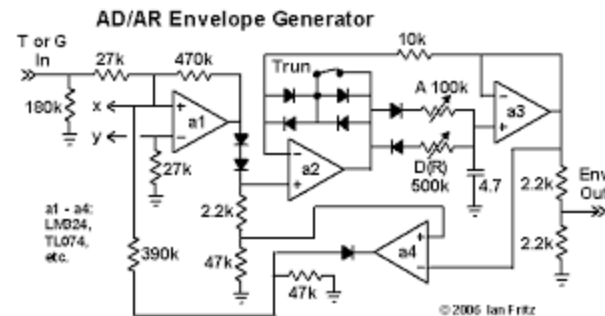 AD/AR Envelope Generator
T or G
In
27k
470k
10k
Trun
A 100k
180k
x
y
+
−
a1
a2
a3
+
−
−
+
27k
D(R)
500k
4.7
2.2k
Env
Out
2.2k
a1 - a4:
LM324,
TL074,
etc.
2.2k
390k
47k
47k
a4
+
−
© 2006 Ian Fritz